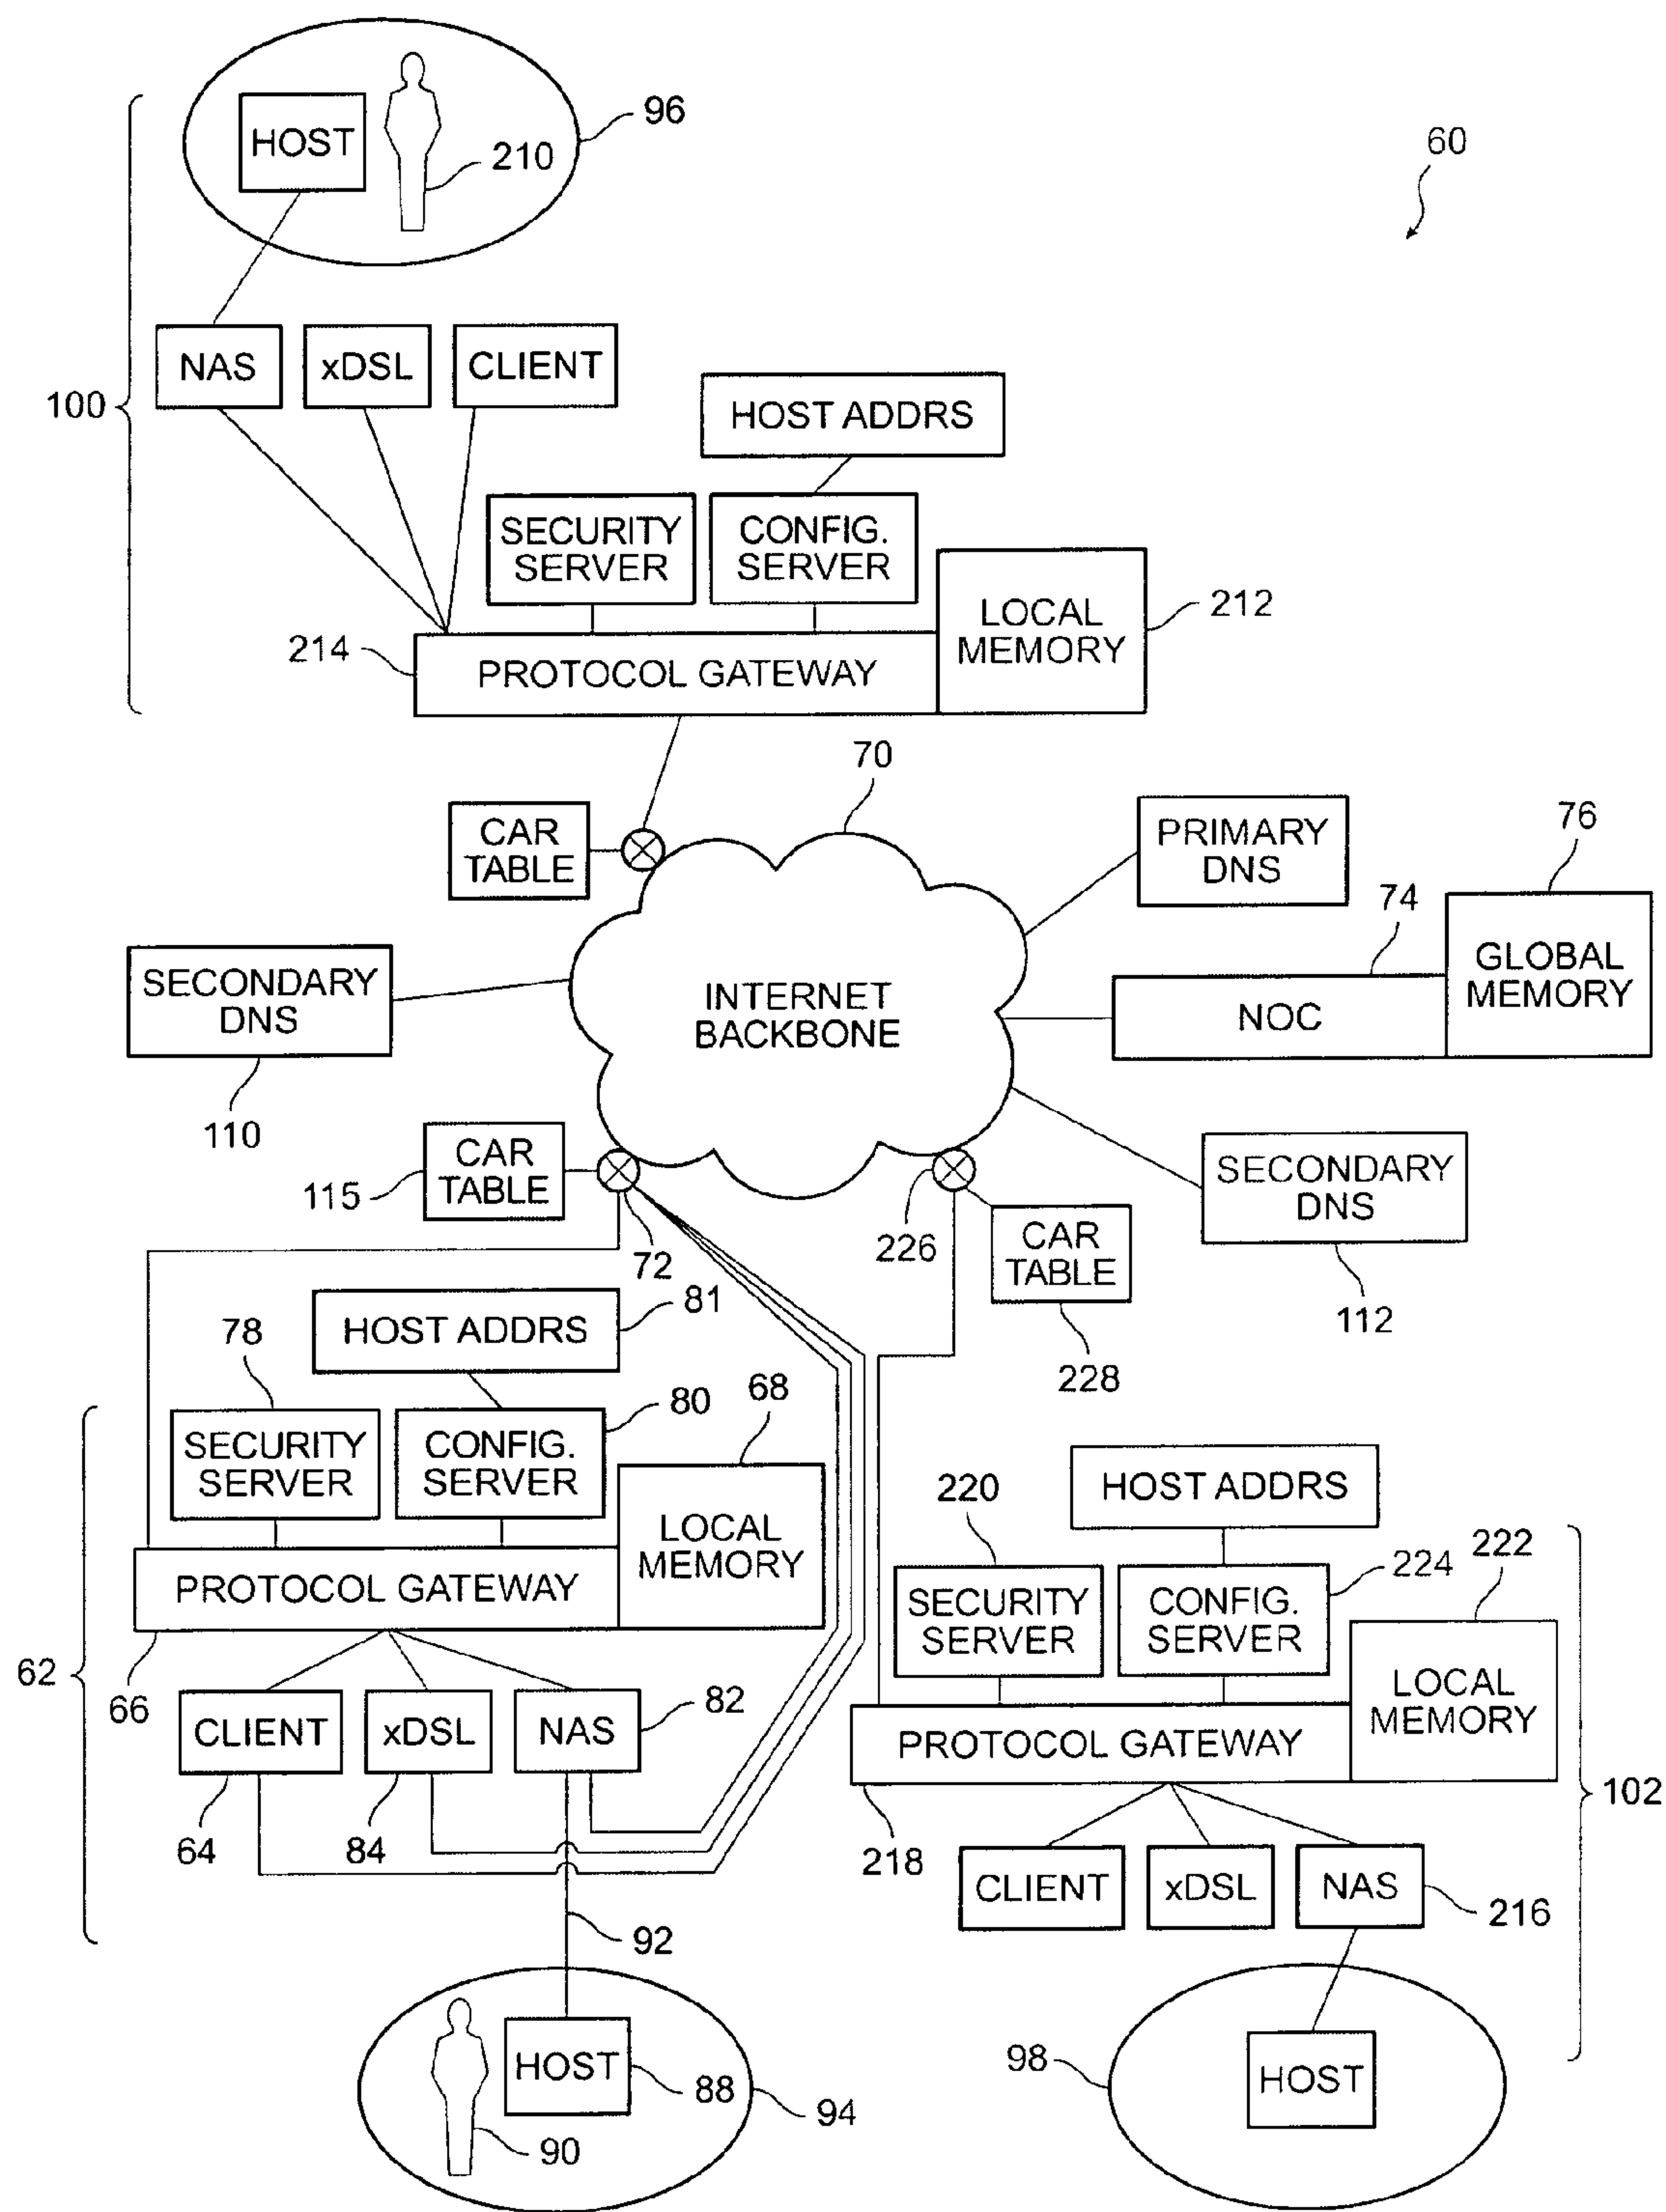 60
HOST
210
96
100
NAS
xDSL
CLIENT
HOST ADDRS
SECURITY
SERVER
CONFIG.
SERVER
LOCAL
MEMORY
212
214
PROTOCOL GATEWAY
70
CAR
TABLE
PRIMARY
DNS
76
74
GLOBAL
MEMORY
NOC
SECONDARY
DNS
110
INTERNET
BACKBONE
CAR
TABLE
115
72
226
CAR
TABLE
228
SECONDARY
DNS
112
81
HOST ADDRS
78
SECURITY
SERVER
80
CONFIG.
SERVER
68
LOCAL
MEMORY
PROTOCOL GATEWAY
62
66
CLIENT
xDSL
NAS
82
64
84
92
HOST
88
90
94
HOST ADDRS
220
SECURITY
SERVER
CONFIG.
SERVER
224
222
LOCAL
MEMORY
PROTOCOL GATEWAY
102
218
CLIENT
xDSL
NAS
216
98
HOST